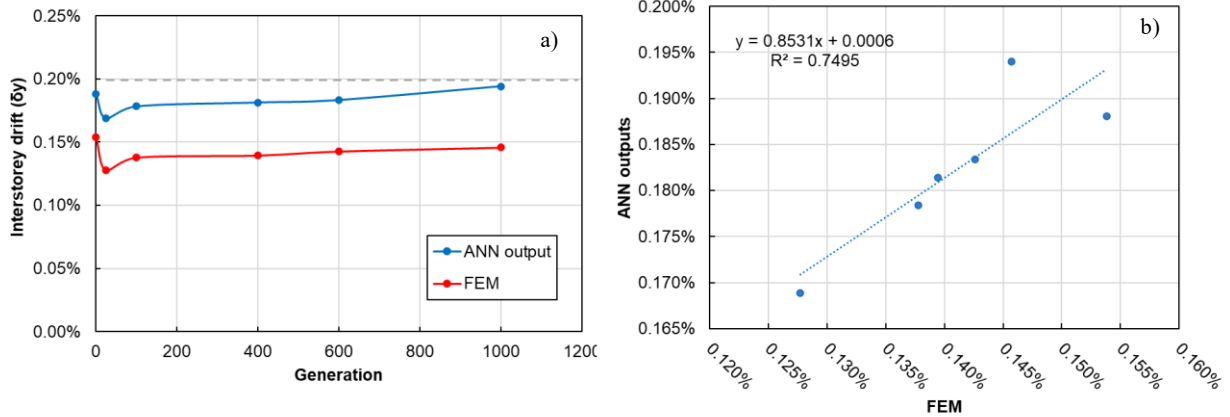 0.25%
0.20%
0.15%
0.10%
0.05%
0.00%
Interstorey drift (δy)
a)
ANN output
FEM
0 200 400 600 800 1000 1200
Generation
0.200%
0.195%
0.190%
0.185%
0.180%
0.175%
0.170%
0.165%
ANN outputs
b)
y = 0.8531x + 0.0006
R² = 0.7495
0.120% 0.125% 0.130% 0.135% 0.140% 0.145% 0.150% 0.155% 0.160%
FEM